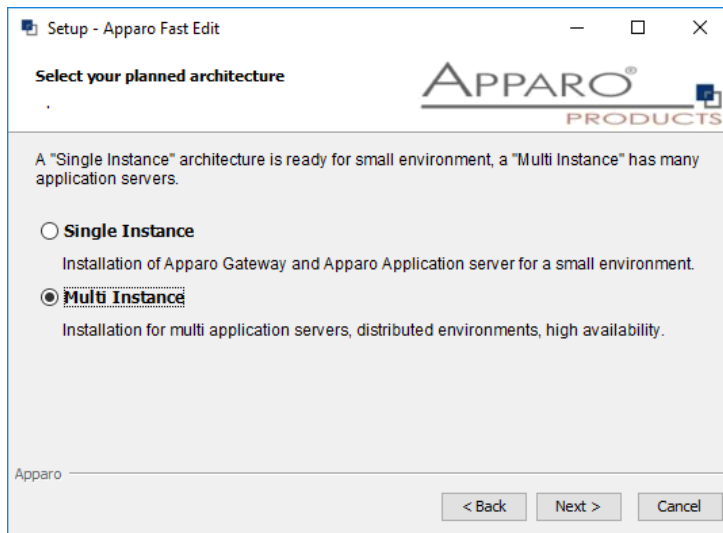 Setup - Apparo Fast Edit
Select your planned architecture
.
APPARO®
PRODUCTS
A "Single Instance" architecture is ready for small environment, a "Multi Instance" has many
application servers.
Single Instance
Installation of Apparo Gateway and Apparo Application server for a small environment.
Multi Instance
Installation for multi application servers, distributed environments, high availability.
Apparo
< Back
Next >
Cancel